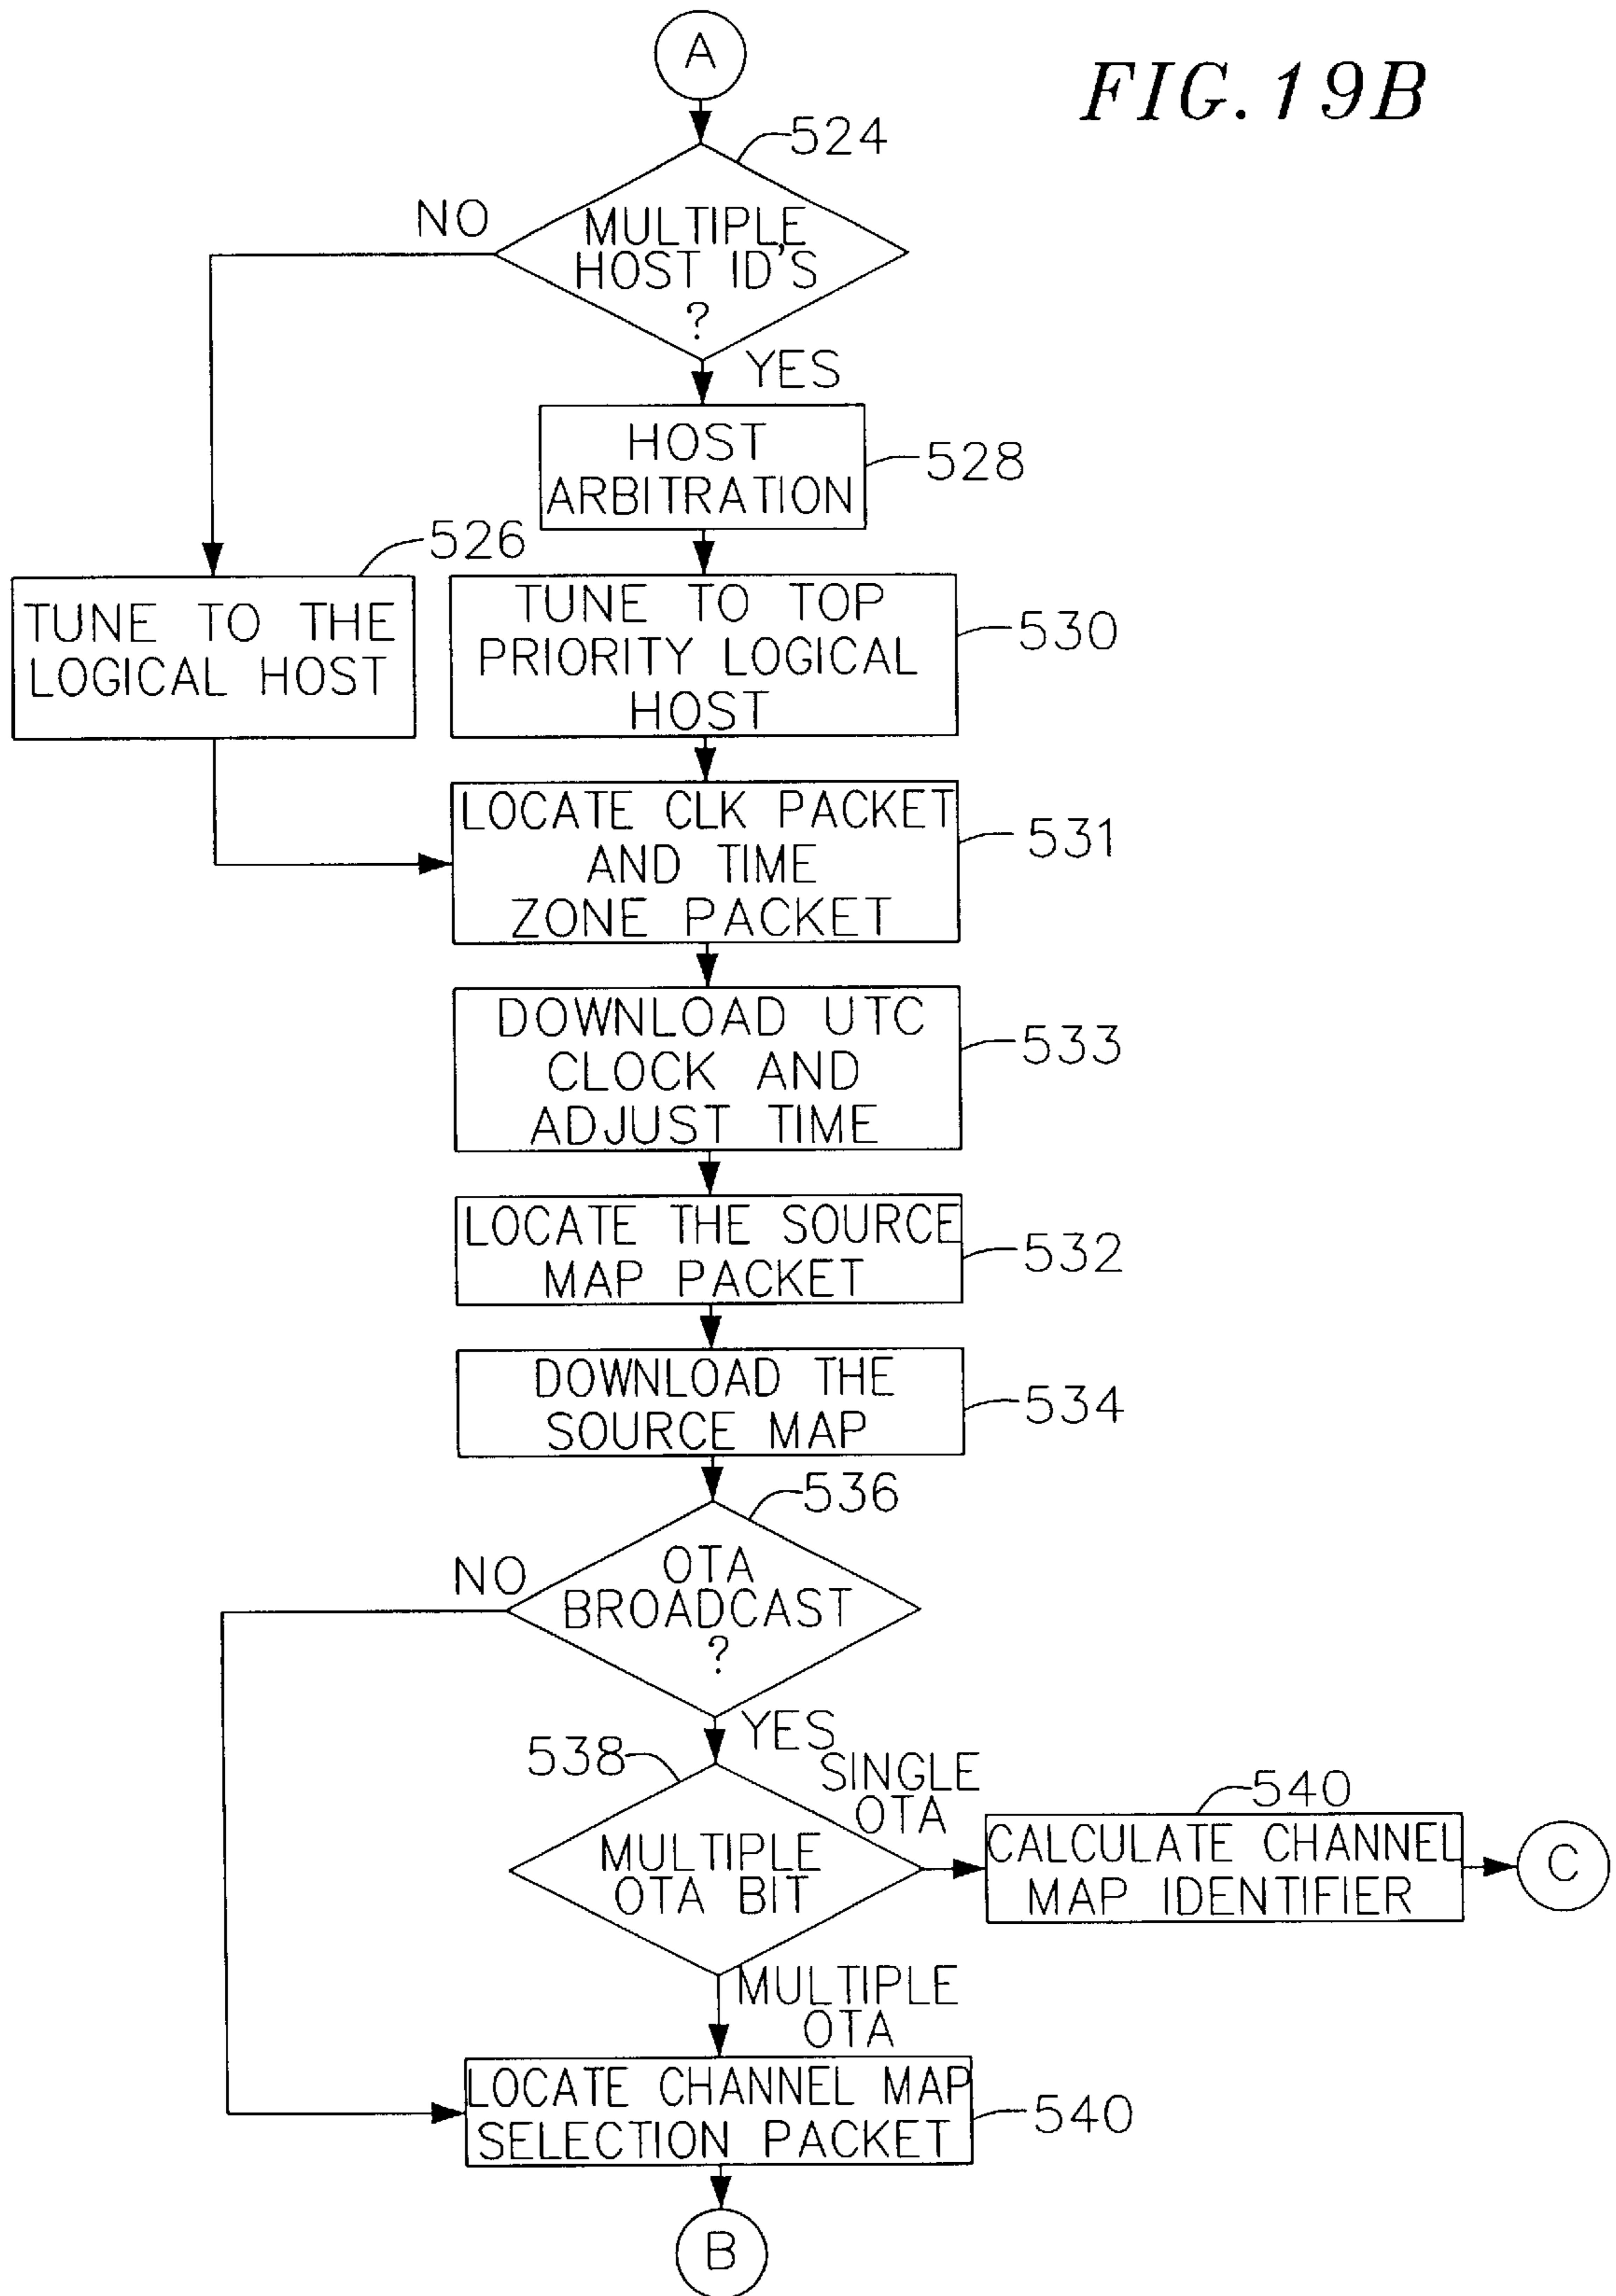 A
FIG. 19B
524
NO
MULTIPLE
HOST ID'S
?
YES
HOST
ARBITRATION
528
526
TUNE TO THE
LOGICAL HOST
TUNE TO TOP
PRIORITY LOGICAL
HOST
530
LOCATE CLK PACKET
AND TIME
ZONE PACKET
531
DOWNLOAD UTC
CLOCK AND
ADJUST TIME
533
LOCATE THE SOURCE
MAP PACKET
532
DOWNLOAD THE
SOURCE MAP
534
536
NO
OTA
BROADCAST
?
YES
538
SINGLE
OTA
MULTIPLE
OTA BIT
540
CALCULATE CHANNEL
MAP IDENTIFIER
C
MULTIPLE
OTA
LOCATE CHANNEL MAP
SELECTION PACKET
540
B